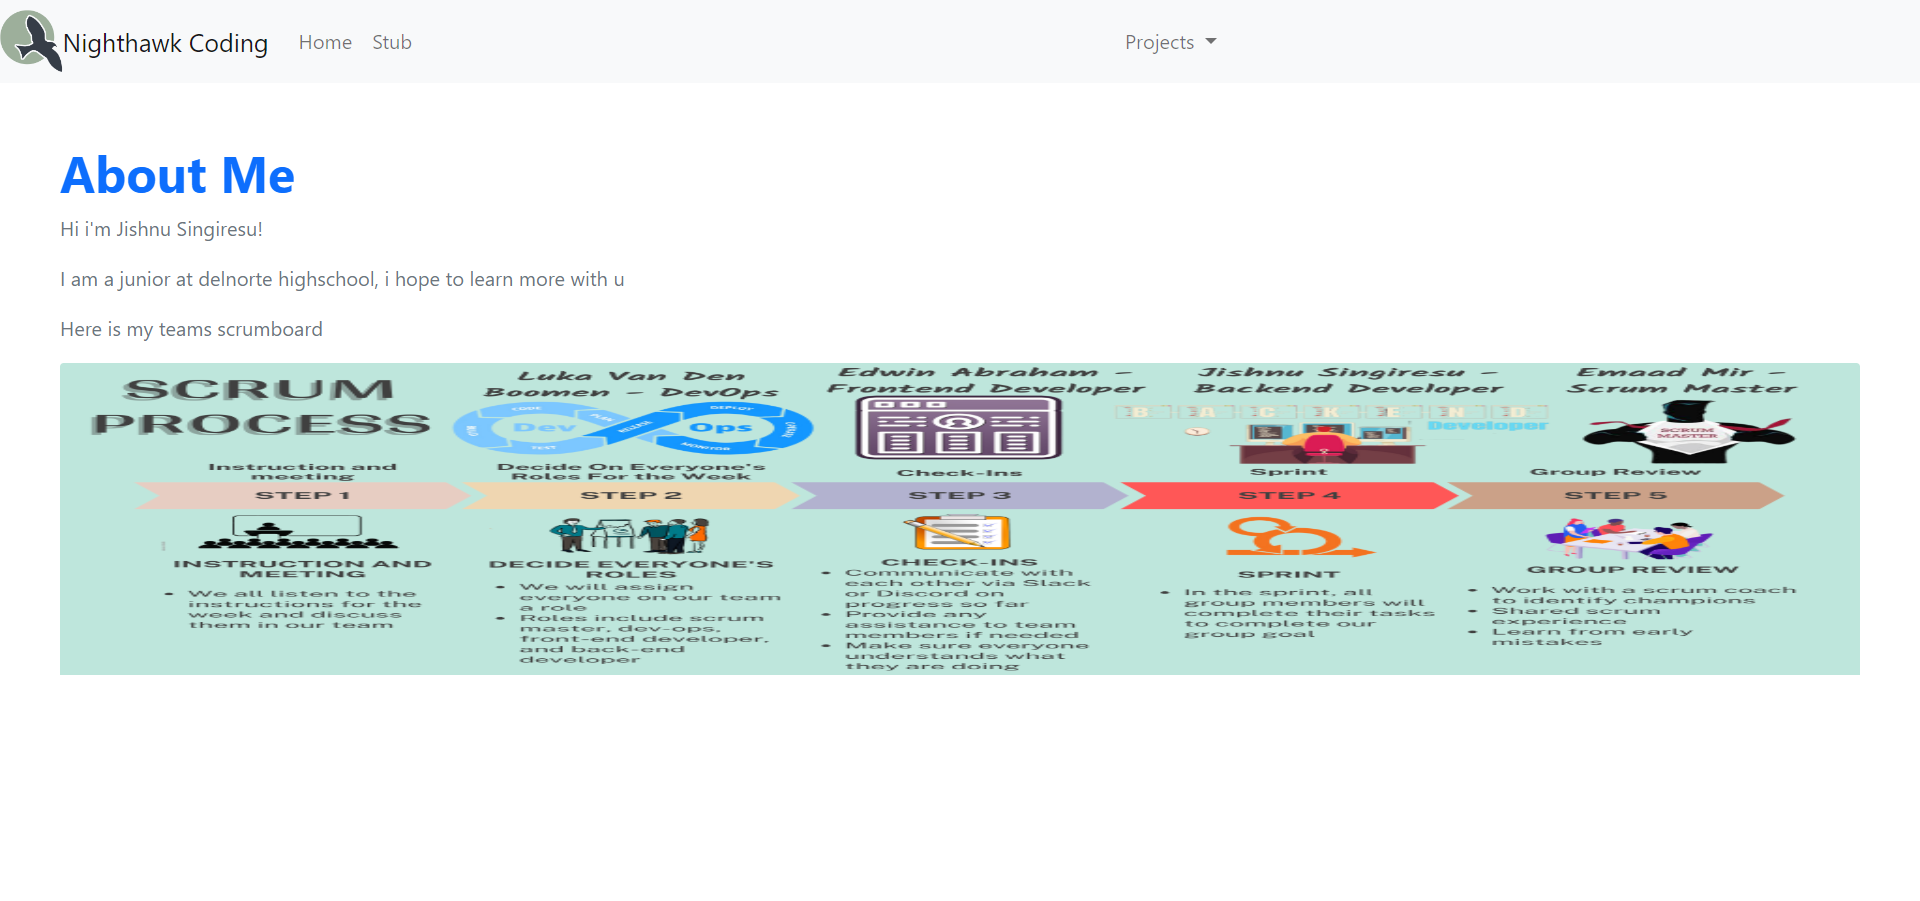 Nighthawk Coding
Home
Stub
Projects
About Me
Hi i'm Jishnu Singiresu!
I am a junior at delnorte highschool, i hope to learn more with u
Here is my teams scrumboard
SCRUM
PROCESS
Luka Van Den
Boomen - DevOps
Edwin Abraham -
Frontend Developer
Jishnu Singiresu -
Backend Developer
Emaad Mir -
Scrum Master
CODE
PLAN
BUILD
TEST
Dev
RELEASE
Ops
DEPLOY
MONITOR
BACKEND
Developer
SCRUM
MASTER
Instruction and
meeting
Decide On Everyone's
Roles For the Week
Check-Ins
Sprint
Group Review
STEP 1
STEP 2
STEP 3
STEP 4
STEP 5
INSTRUCTION AND
MEETING
• We all listen to the
instructions for the
week and discuss
them in our team
DECIDE EVERYONE'S
ROLES
• We will assign
everyone on our team
a role
• Roles include scrum
master, dev-ops,
front-end developer,
and back-end
developer
CHECK-INS
• Communicate with
each other via Slack
or Discord on
progress so far
• Provide any
assistance to team
members if needed
• Make sure everyone
understands what
they are doing
SPRINT
• In the sprint, all
group members will
complete their tasks
to complete our
group goal
GROUP REVIEW
• Work with a scrum coach
to identify champions
• Shared scrum
experience
• Learn from early
mistakes